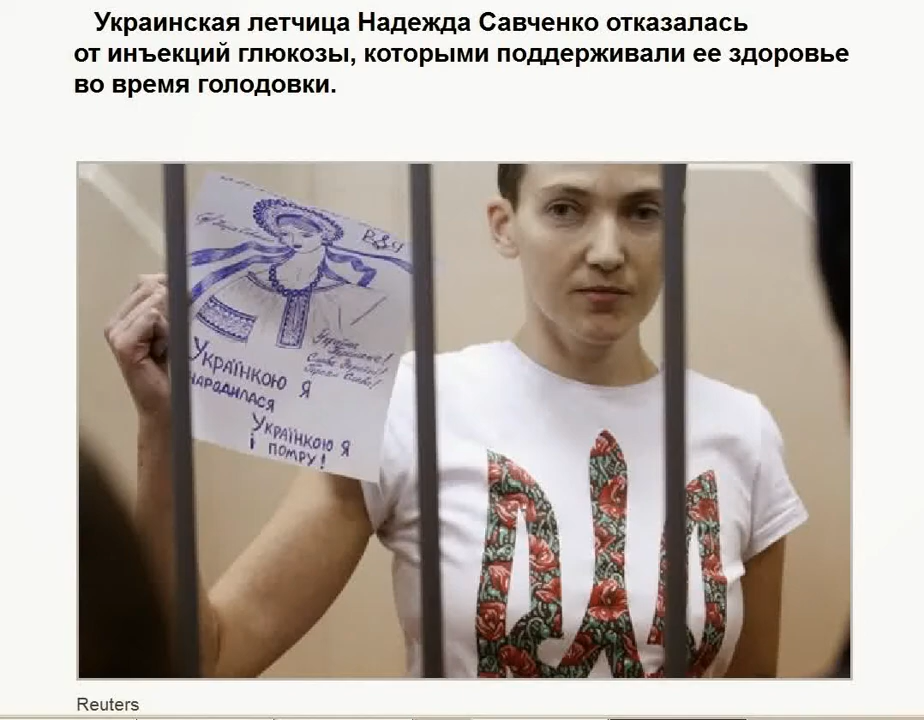 Украинская летчица Надежда Савченко отказалась
от инъекций глюкозы, которыми поддерживали ее здоровье
во время голодовки.
УКРАЇНКОЮ Я
НАРОДИЛАСЯ
УКРАЇНКОЮ Я
І ПОМРУ!
Reuters